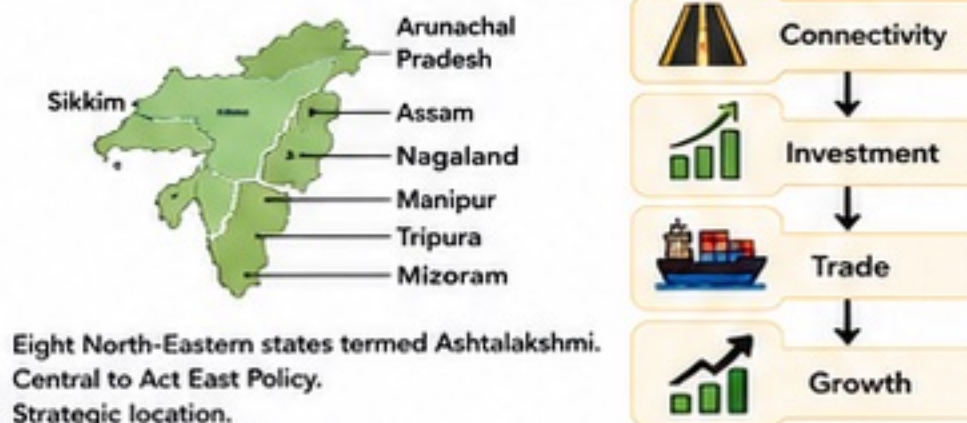 Arunachal
Pradesh
Sikkim
Assam
Nagaland
Manipur
Tripura
Mizoram
Eight North-Eastern states termed Ashtalakshmi.
Central to Act East Policy.
Strategic location.
Connectivity
Investment
Trade
Growth